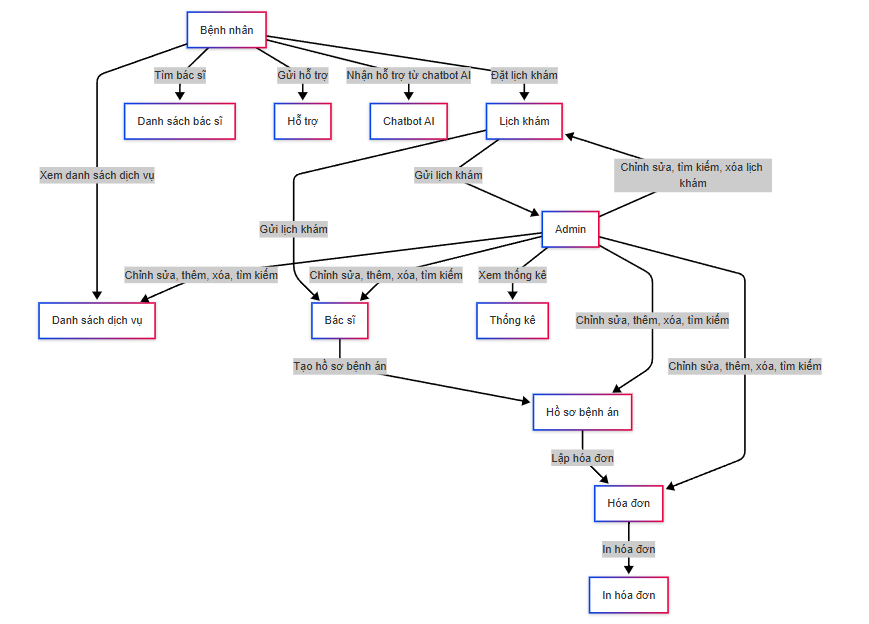 Bệnh nhân
Tìm bác sĩ
Gửi hỗ trợ
Nhận hỗ trợ từ chatbot AI
Đặt lịch khám
Danh sách bác sĩ
Hỗ trợ
Chatbot AI
Lịch khám
Xem danh sách dịch vụ
Gửi lịch khám
Chỉnh sửa, tìm kiếm, xóa lịch
khám
Gửi lịch khám
Admin
Chỉnh sửa, thêm, xóa, tìm kiếm
Chỉnh sửa, thêm, xóa, tìm kiếm
Xem thống kê
Danh sách dịch vụ
Bác sĩ
Thống kê
Chỉnh sửa, thêm, xóa, tìm kiếm
Tạo hồ sơ bệnh án
Chỉnh sửa, thêm, xóa, tìm kiếm
Hồ sơ bệnh án
Lập hóa đơn
Hóa đơn
In hóa đơn
In hóa đơn